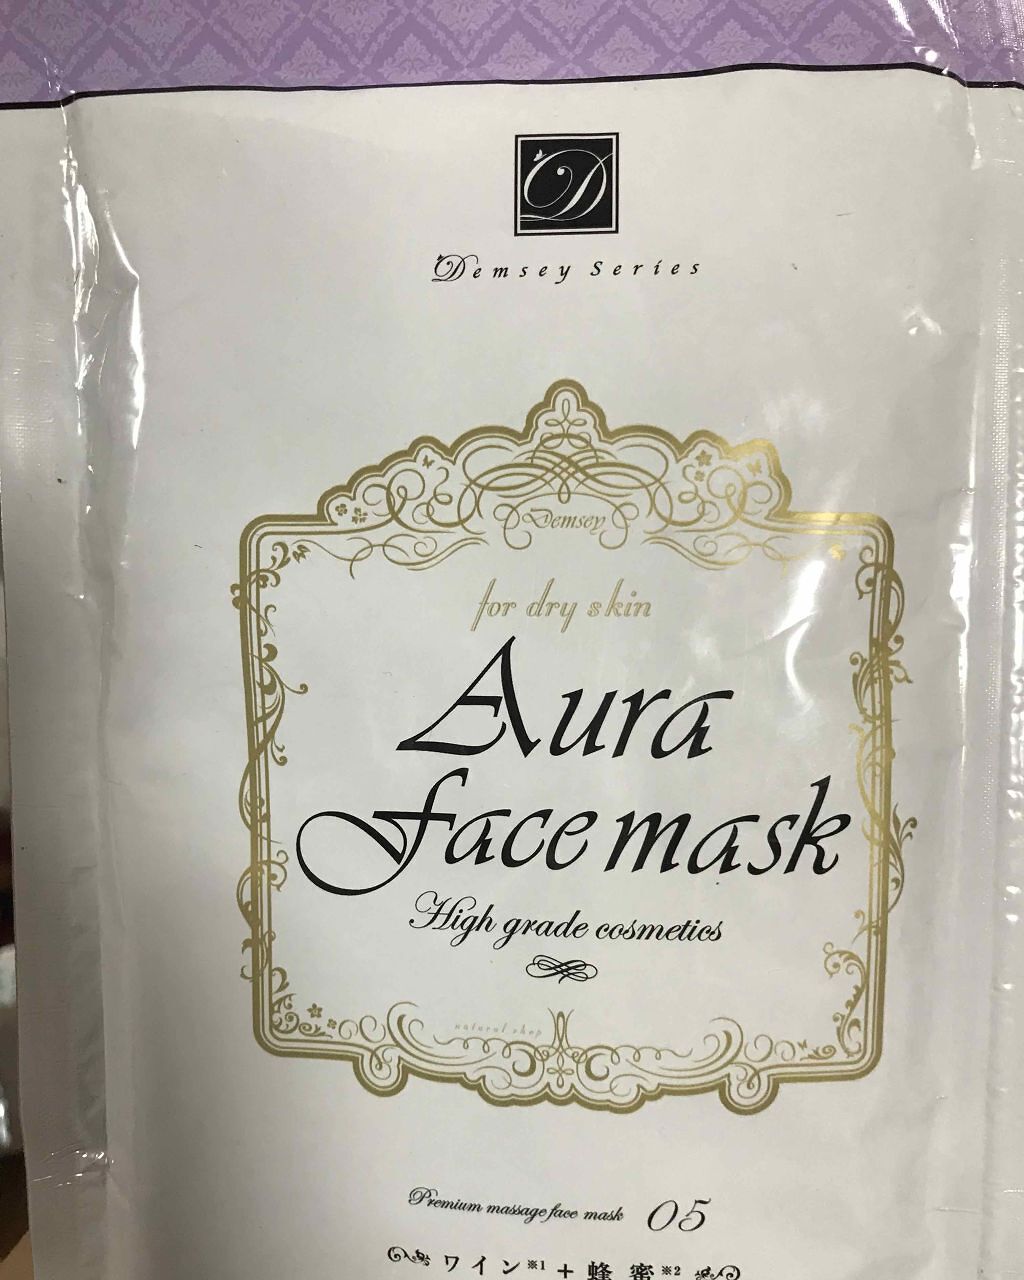 D
Demsey Series
Demsey
for dry skin
Aura
face mask
High grade cosmetics
natural shop
Premium massage face mask 05
ワイン※1＋蜂蜜※2